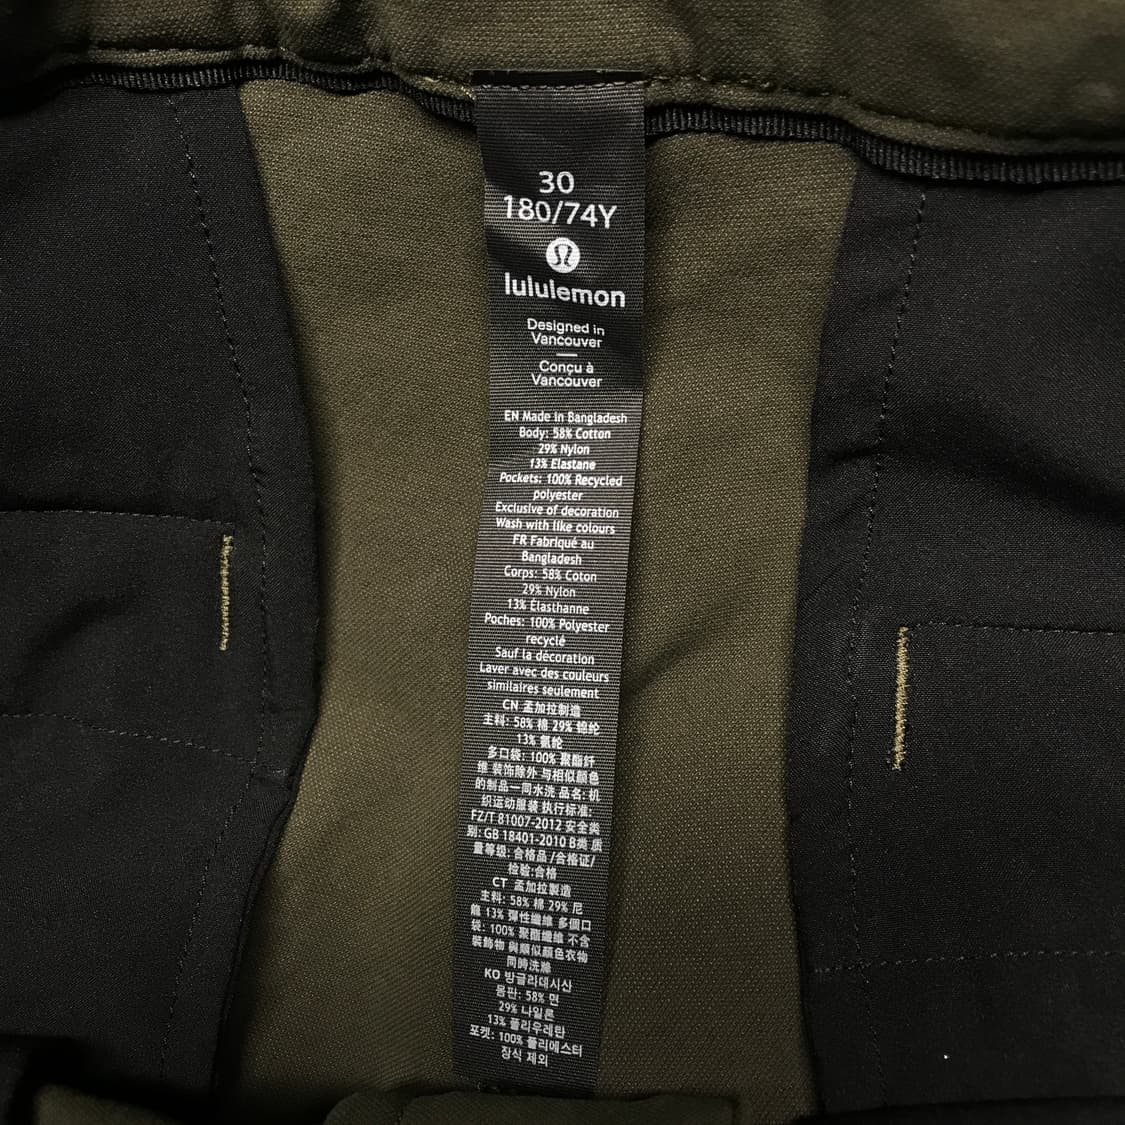 30
180/74Y
lululemon
Designed in
Vancouver
Conçu à
Vancouver
EN Made in Bangladesh
Body: 58% Cotton
29% Nylon
13% Elastane
Pockets: 100% Recycled
polyester
Exclusive of decoration
Wash with like colours
FR Fabriqué au
Bangladesh
Corps: 58% Coton
29% Nylon
13% Élasthanne
Poches: 100% Polyester
recyclé
Sauf la décoration
Laver avec des couleurs
similaires seulement
CN 孟加拉制造
主料: 58% 棉 29% 锦纶
13% 氨纶
多口袋: 100% 聚酯纤
维 装饰除外 与相似颜色
的制品一同水洗 品名: 机
织运动服装 执行标准:
FZ/T 81007-2012 安全类
别: GB 18401-2010 B类 质
量等级: 合格品 /合格证/
检验:合格
CT 孟加拉製造
主料: 58% 棉 29% 尼
龍 13% 彈性纖維 多個口
袋: 100% 聚酯纖維 不含
裝飾物 與類似顏色衣物
同時洗滌
KO 방글라데시산
몸판: 58% 면
29% 나일론
13% 폴리우레탄
포켓: 100% 폴리에스터
장식 제외